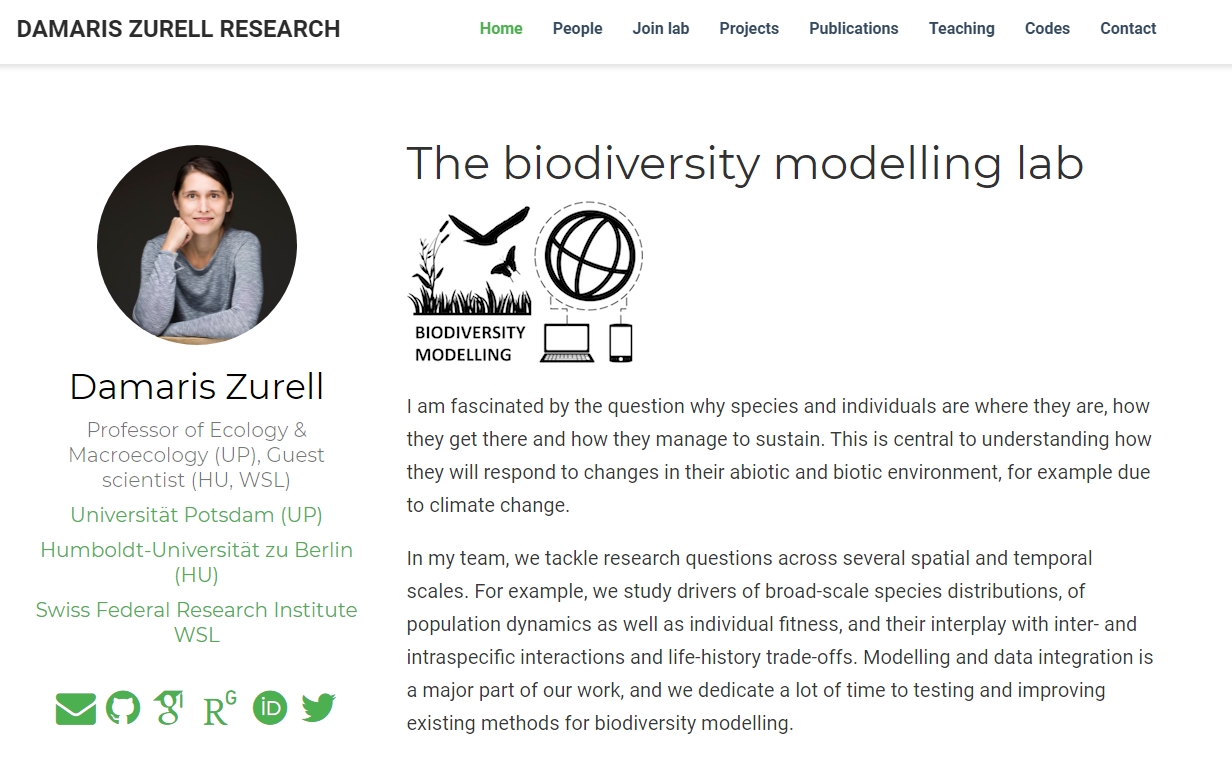 DAMARIS ZURELL RESEARCH
Home People Join lab Projects Publications Teaching Codes Contact
Damaris Zurell
Professor of Ecology &
Macroecology (UP), Guest
scientist (HU, WSL)
Universität Potsdam (UP)
Humboldt-Universität zu Berlin
(HU)
Swiss Federal Research Institute
WSL
g
RG
iD
The biodiversity modelling lab
BIODIVERSITY
MODELLING
I am fascinated by the question why species and individuals are where they are, how
they get there and how they manage to sustain. This is central to understanding how
they will respond to changes in their abiotic and biotic environment, for example due
to climate change.
In my team, we tackle research questions across several spatial and temporal
scales. For example, we study drivers of broad-scale species distributions, of
population dynamics as well as individual fitness, and their interplay with inter- and
intraspecific interactions and life-history trade-offs. Modelling and data integration is
a major part of our work, and we dedicate a lot of time to testing and improving
existing methods for biodiversity modelling.